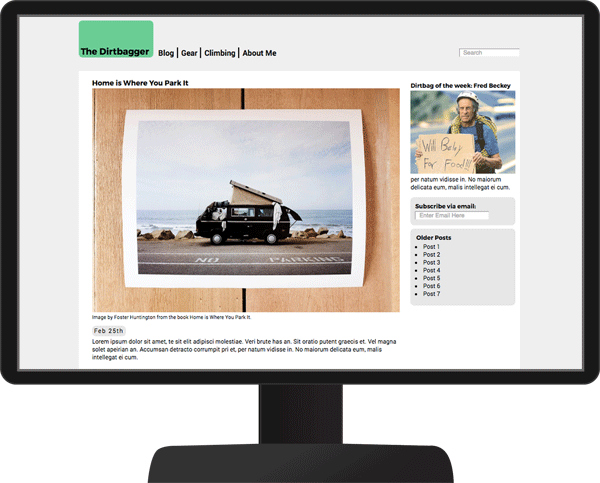 The Dirtbagger
Blog | Gear | Climbing | About Me
Search
Home is Where You Park It
NO PARKING
Image by Foster Huntington from the book Home is Where You Park It.
Feb 25th
Lorem ipsum dolor sit amet, te sit elit adipisci molestiae. Veri brute has an. Sit oratio putent graecis et. Vel magna
solet apeirian an. Accumsan detracto corrumpit pri et, per natum vidisse in. No maiorum delicata eum, malis
intellegat ei cum.
Dirtbag of the week: Fred Beckey
Will Belay
For Food!!!
per natum vidisse in. No maiorum
delicata eum, malis intellegat ei cum.
Subscribe via email:
Enter Email Here
Older Posts
Post 1
Post 2
Post 3
Post 4
Post 5
Post 6
Post 7